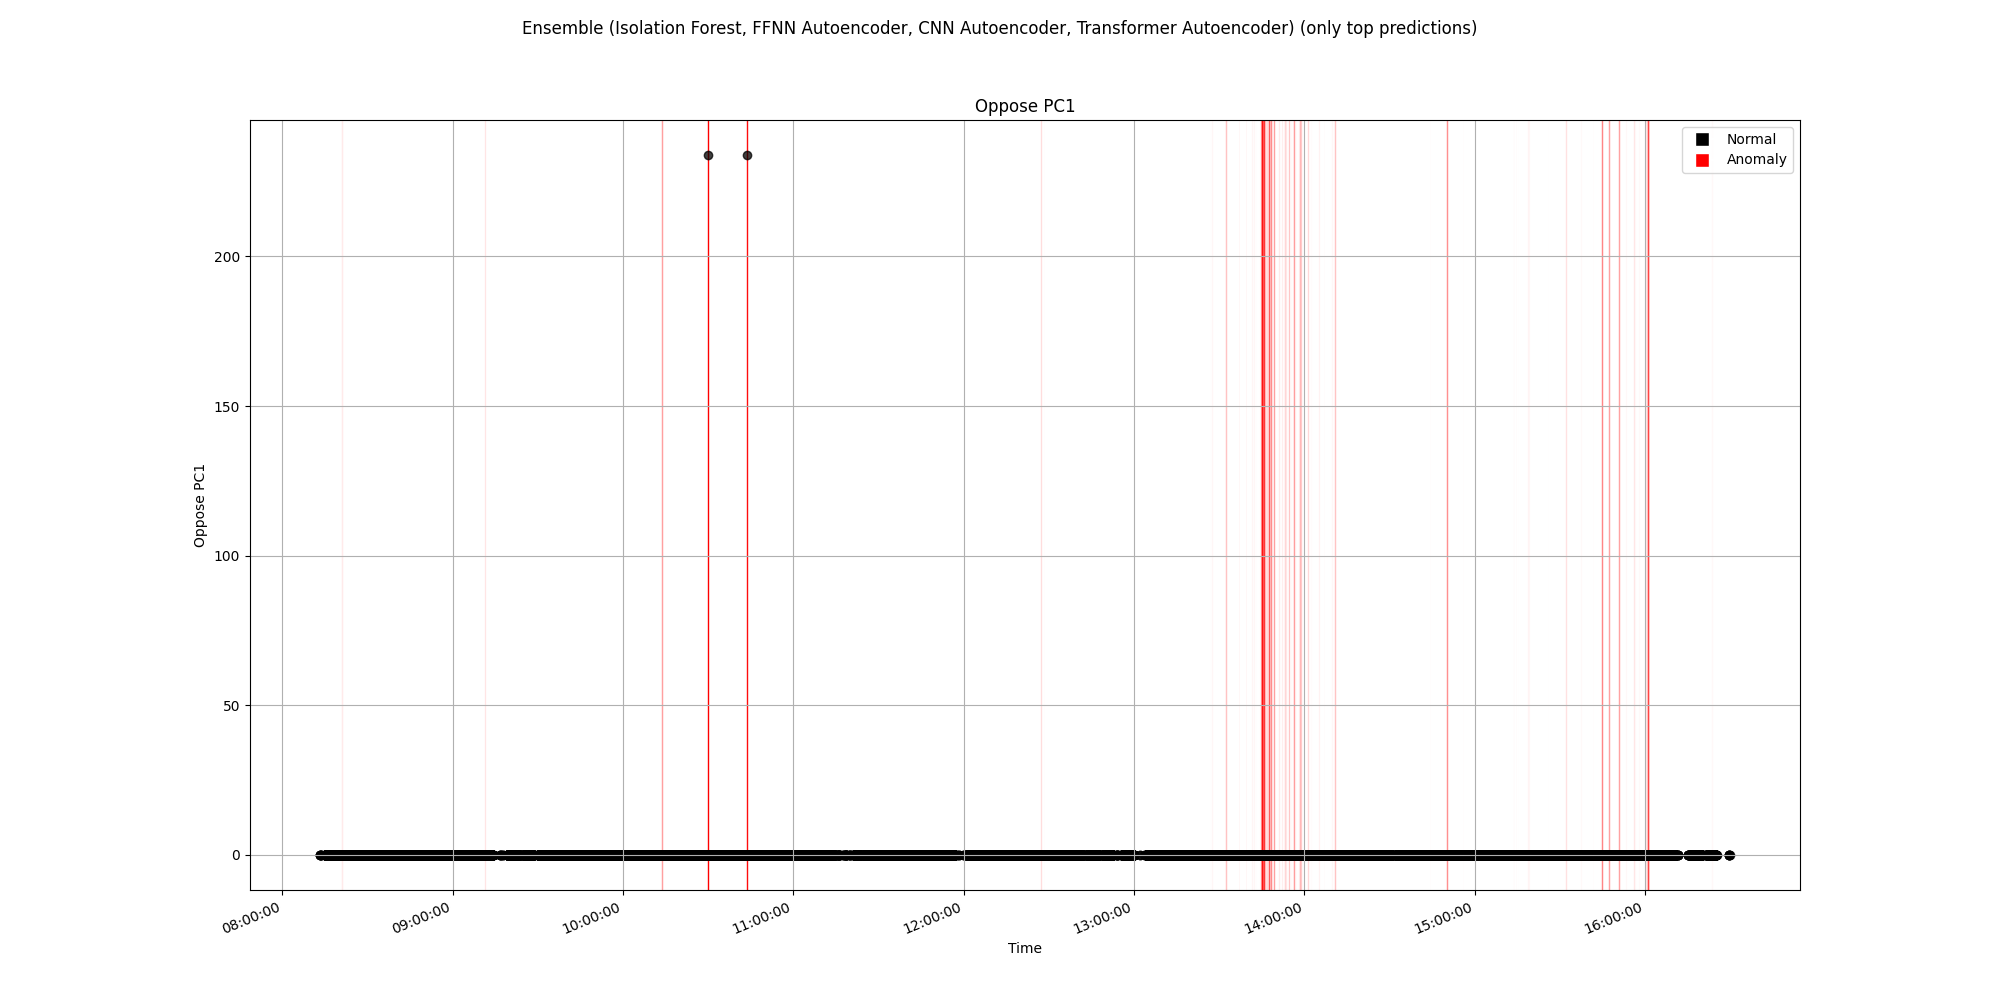 Ensemble (Isolation Forest, FFNN Autoencoder, CNN Autoencoder, Transformer Autoencoder) (only top predictions)
Oppose PC1
Normal
Anomaly
200
150
100
50
0
Oppose PC1
08:00:00
09:00:00
10:00:00
11:00:00
12:00:00
13:00:00
14:00:00
15:00:00
16:00:00
Time